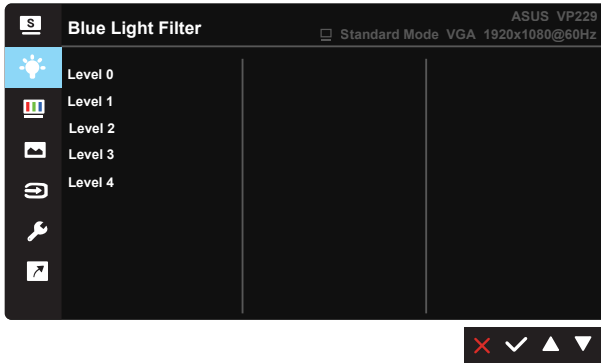 S
Blue Light Filter
ASUS VP229
Standard Mode VGA 1920x1080@60Hz
Level 0
Level 1
Level 2
Level 3
Level 4